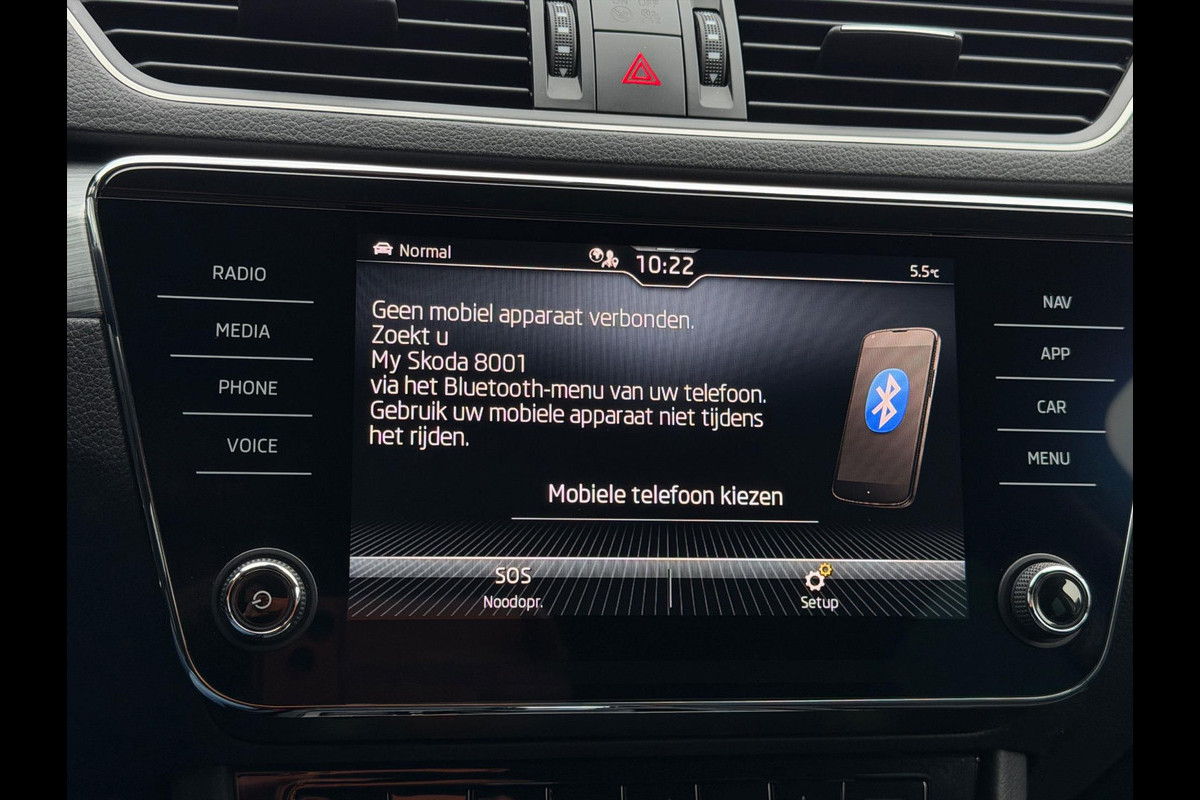 Normal
10:22
5.5°C
RADIO
MEDIA
PHONE
VOICE
Geen mobiel apparaat verbonden.
Zoekt u
My Skoda 8001
via het Bluetooth-menu van uw telefoon.
Gebruik uw mobiele apparaat niet tijdens
het rijden.
Mobiele telefoon kiezen
SOS
Noodopr.
Setup
NAV
APP
CAR
MENU